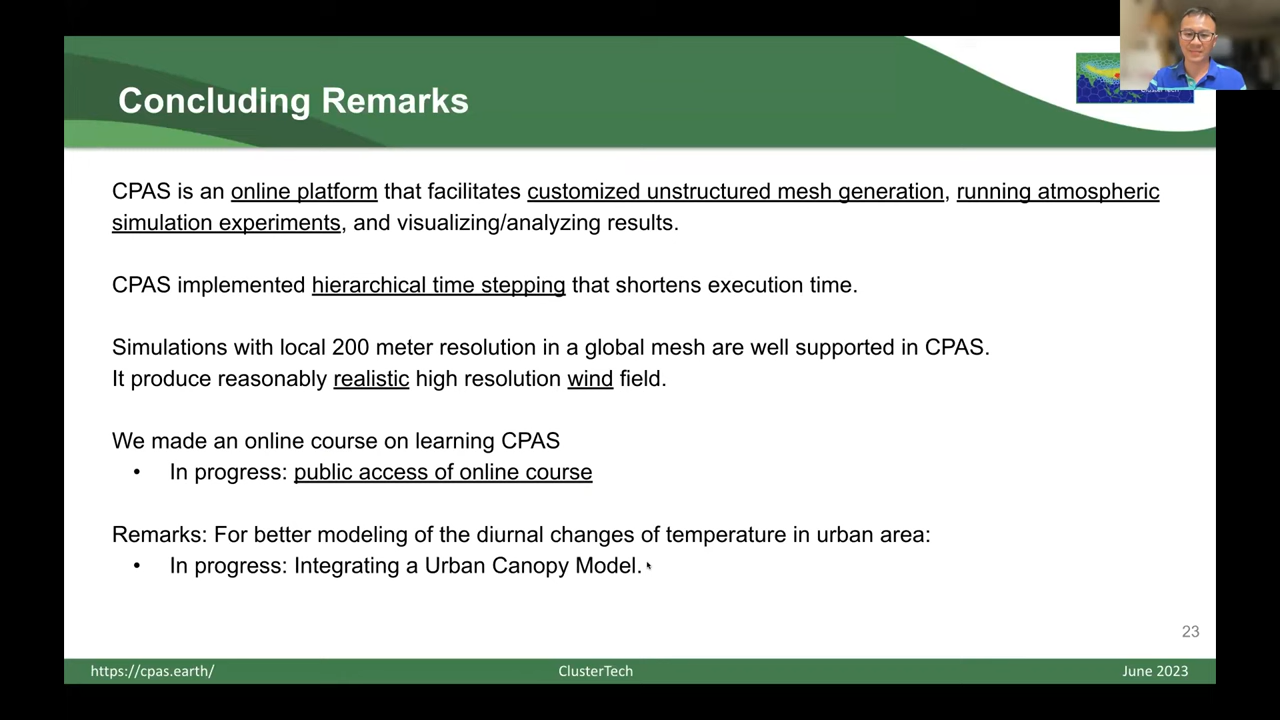 Concluding Remarks
CPAS is an online platform that facilitates customized unstructured mesh generation, running atmospheric
simulation experiments, and visualizing/analyzing results.
CPAS implemented hierarchical time stepping that shortens execution time.
Simulations with local 200 meter resolution in a global mesh are well supported in CPAS.
It produce reasonably realistic high resolution wind field.
We made an online course on learning CPAS
• In progress: public access of online course
Remarks: For better modeling of the diurnal changes of temperature in urban area:
• In progress: Integrating a Urban Canopy Model.
23
https://cpas.earth/
ClusterTech
June 2023